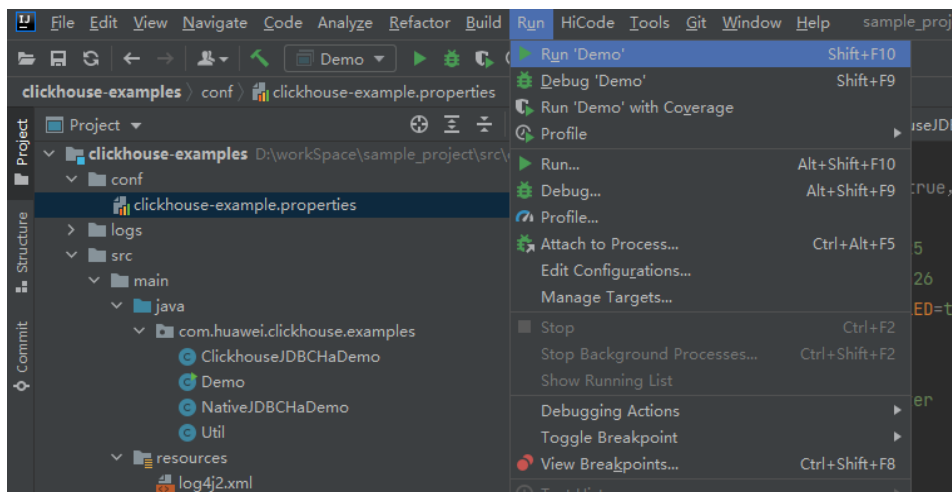 File Edit View Navigate Code Analyze Refactor Build Run HiCode Tools Git Window Help sample_proj
Demo
clickhouse-examples conf clickhouse-example.properties
Project
clickhouse-examples D:\workSpace\sample_project\src\
conf
clickhouse-example.properties
logs
src
main
java
com.huawei.clickhouse.examples
ClickhouseJDBCHaDemo
Demo
NativeJDBCHaDemo
Util
resources
log4j2.xml
Project
Structure
Commit
Run 'Demo' Shift+F10
Debug 'Demo' Shift+F9
Run 'Demo' with Coverage
Profile
Run... Alt+Shift+F10
Debug... Alt+Shift+F9
Profile...
Attach to Process... Ctrl+Alt+F5
Edit Configurations...
Manage Targets...
Stop Ctrl+F2
Stop Background Processes... Ctrl+Shift+F2
Show Running List
Debugging Actions
Toggle Breakpoint
View Breakpoints... Ctrl+Shift+F8
useJD
true,
5
26
ED=t
er